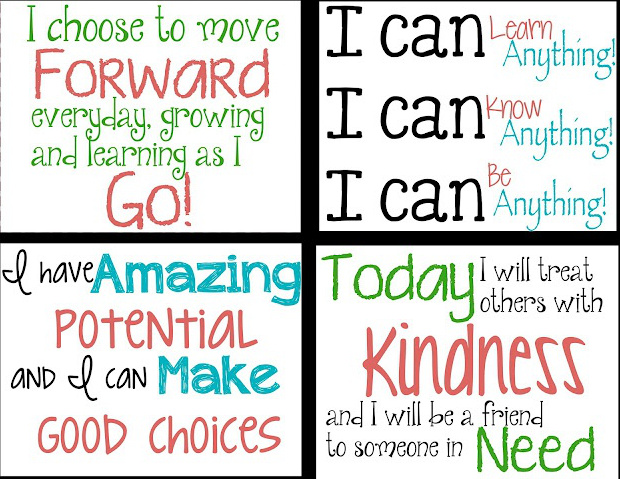 I choose to move
FORWARD
everyday, growing
and learning as I
Go!
I can Learn Anything!
I can Know Anything!
I can Be Anything!
I have Amazing
POTENTIAL
AND I CAN Make
GOOD CHOICES
Today I will treat
others with
Kindness
and I will be a friend
to someone in Need